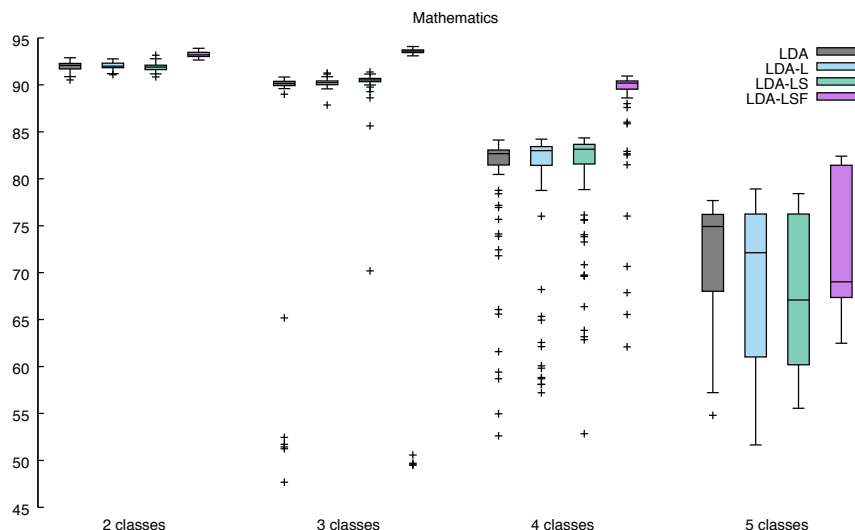 Mathematics
95
90
85
80
75
70
65
60
55
50
45
LDA
LDA-L
LDA-LS
LDA-LSF
2 classes
3 classes
4 classes
5 classes